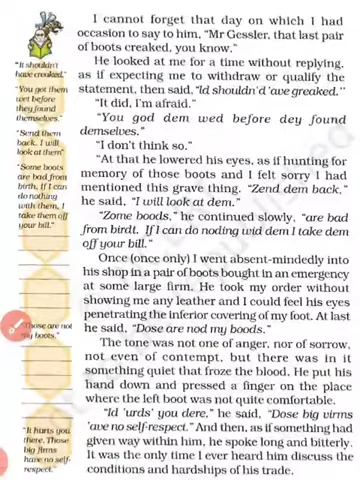 I cannot forget that day on which I had
occasion to say to him, "Mr Gessler, that last pair
of boots creaked, you know."
He looked at me for a time without replying,
as if expecting me to withdraw or qualify the
statement, then said, "Id shouldn'd 'ave greaked."
"It did, I'm afraid."
"You god dem wed before dey found
demselves."
"I don't think so."
"At that he lowered his eyes, as if hunting for
memory of those boots and I felt sorry I had
mentioned this grave thing. "Zend dem back,"
he said, "I will look at dem."
"Zome boods," he continued slowly, "are bad
from birdt. If I can do noding wid dem I take dem
off your bill."
Once (once only) I went absent-mindedly into
his shop in a pair of boots bought in an emergency
at some large firm. He took my order without
showing me any leather and I could feel his eyes
penetrating the inferior covering of my foot. At last
he said, "Dose are nod my boods."
The tone was not one of anger, nor of sorrow,
not even of contempt, but there was in it
something quiet that froze the blood. He put his
hand down and pressed a finger on the place
where the left boot was not quite comfortable.
"Id 'urds' you dere," he said, "Dose big virms
'ave no self-respect." And then, as if something had
given way within him, he spoke long and bitterly.
It was the only time I ever heard him discuss the
conditions and hardships of his trade.
"It shouldn't
have creaked."
"You got them
wet before
they found
themselves."
"Send them
back. I will
look at them"
"Some boots
are bad from
birth. If I can
do nothing
with them, I
take them off
your bill."
"Those are not
my boots."
"It hurts you
there. Those
big firms
have no self-
respect."